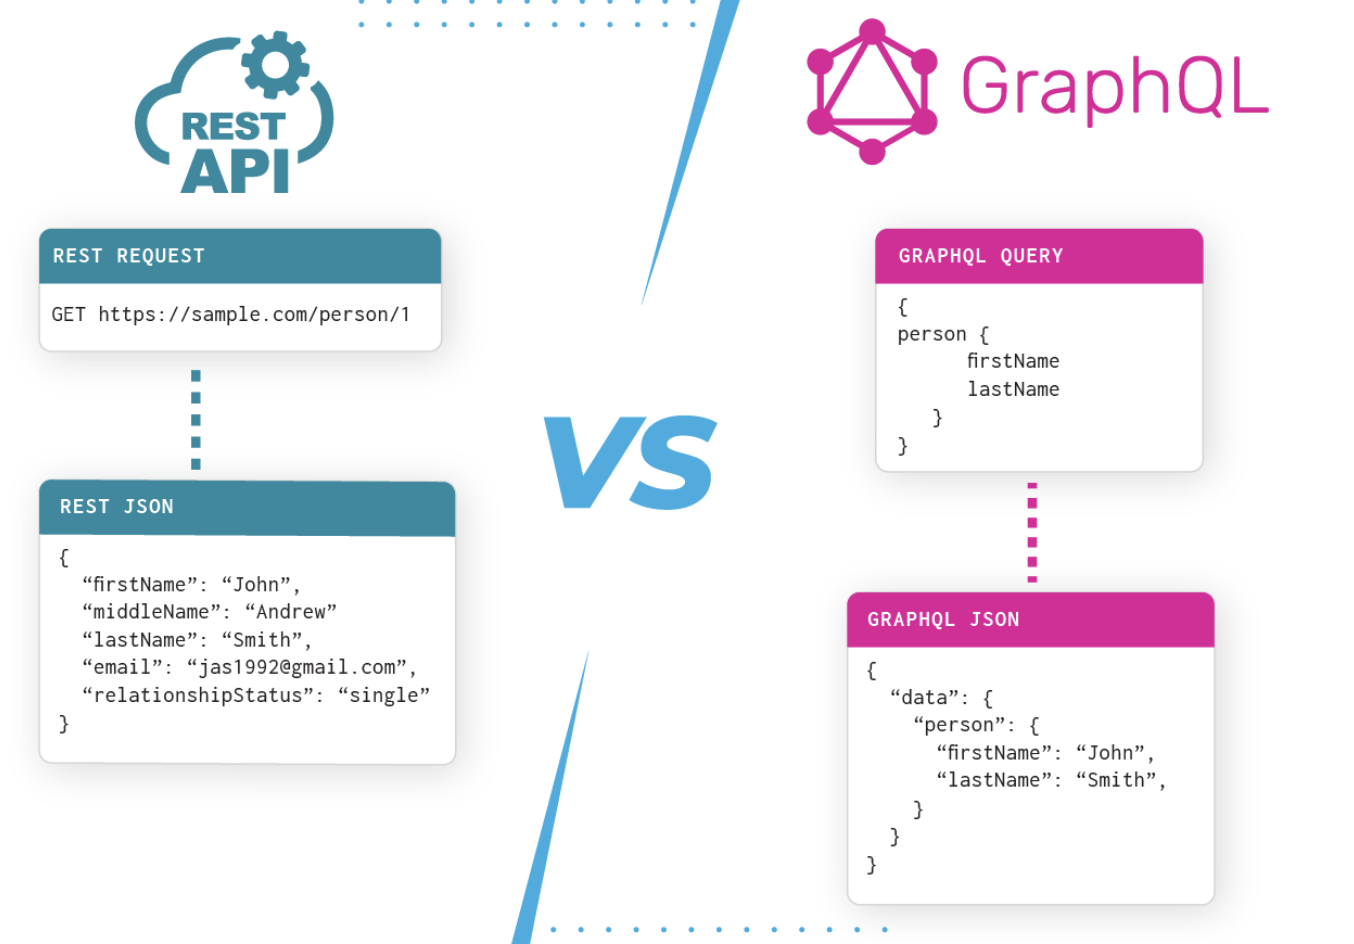 REST
API
REST REQUEST
GET https://sample.com/person/1
REST JSON
{
“firstName”: “John”,
“middleName”: “Andrew”
“lastName”: “Smith”,
“email”: “jas1992@gmail.com”,
“relationshipStatus”: “single”
}
VS
GraphQL
GRAPHQL QUERY
{
person {
firstName
lastName
}
}
GRAPHQL JSON
{
“data”: {
“person”: {
“firstName”: “John”,
“lastName”: “Smith”,
}
}
}